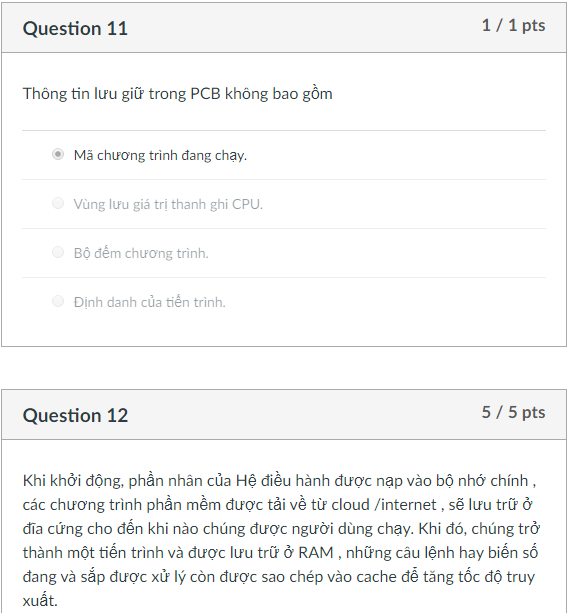 Question 11
1 / 1 pts
Thông tin lưu giữ trong PCB không bao gồm
Mã chương trình đang chạy.
Vùng lưu giá trị thanh ghi CPU.
Bộ đếm chương trình.
Định danh của tiến trình.
Question 12
5 / 5 pts
Khi khởi động, phần nhân của Hệ điều hành được nạp vào bộ nhớ chính ,
các chương trình phần mềm được tải về từ cloud /internet , sẽ lưu trữ ở
đĩa cứng cho đến khi nào chúng được người dùng chạy. Khi đó, chúng trở
thành một tiến trình và được lưu trữ ở RAM , những câu lệnh hay biến số
đang và sắp được xử lý còn được sao chép vào cache để tăng tốc độ truy
xuất.